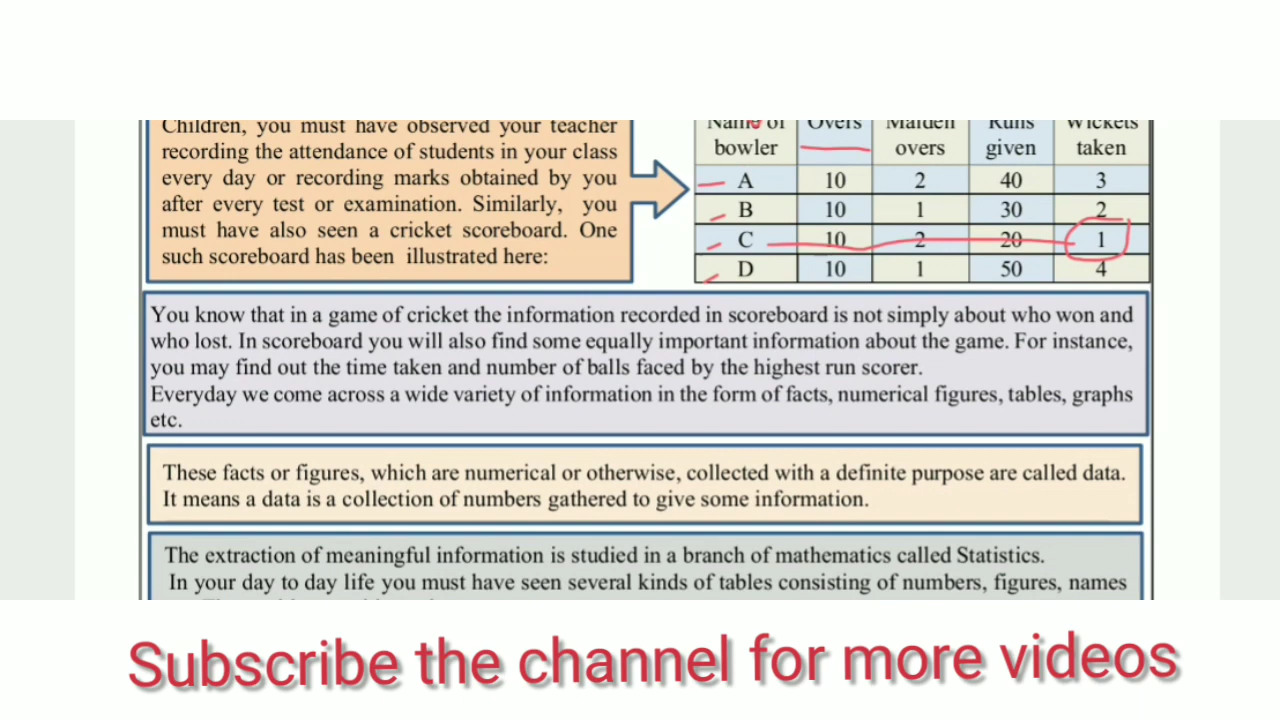 Children, you must have observed your teacher
recording the attendance of students in your class
every day or recording marks obtained by you
after every test or examination. Similarly, you
must have also seen a cricket scoreboard. One
such scoreboard has been illustrated here:
Name of Overs Maiden Runs Wickets
bowler overs given taken
A 10 2 40 3
B 10 1 30 2
C 10 2 20 1
D 10 1 50 4
You know that in a game of cricket the information recorded in scoreboard is not simply about who won and
who lost. In scoreboard you will also find some equally important information about the game. For instance,
you may find out the time taken and number of balls faced by the highest run scorer.
Everyday we come across a wide variety of information in the form of facts, numerical figures, tables, graphs
etc.
These facts or figures, which are numerical or otherwise, collected with a definite purpose are called data.
It means a data is a collection of numbers gathered to give some information.
The extraction of meaningful information is studied in a branch of mathematics called Statistics.
In your day to day life you must have seen several kinds of tables consisting of numbers, figures, names
Subscribe the channel for more videos